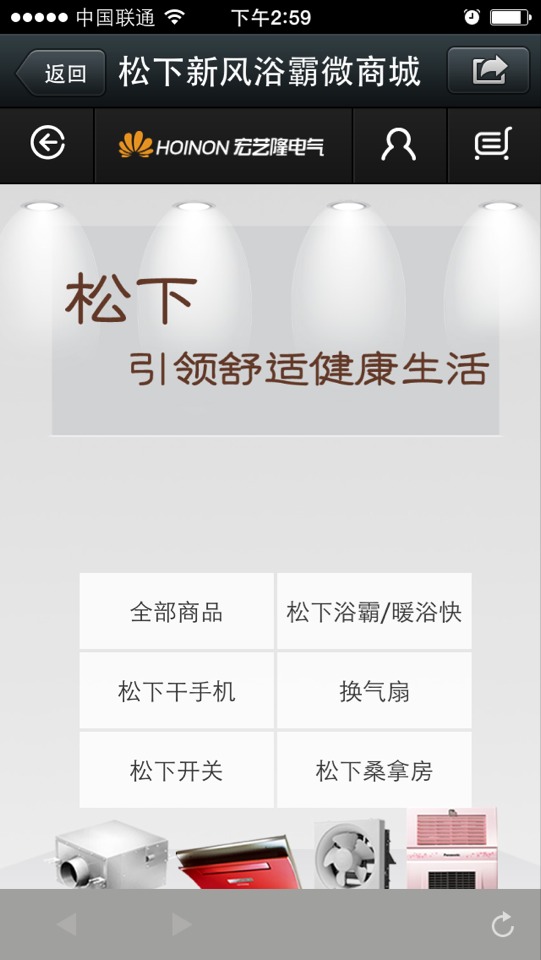 中国联通 下午2:59
返回 松下新风浴霸微商城
HOINON 宏艺隆电气
松下
引领舒适健康生活
全部商品 松下浴霸/暖浴快
松下干手机 换气扇
松下开关 松下桑拿房
Panasonic